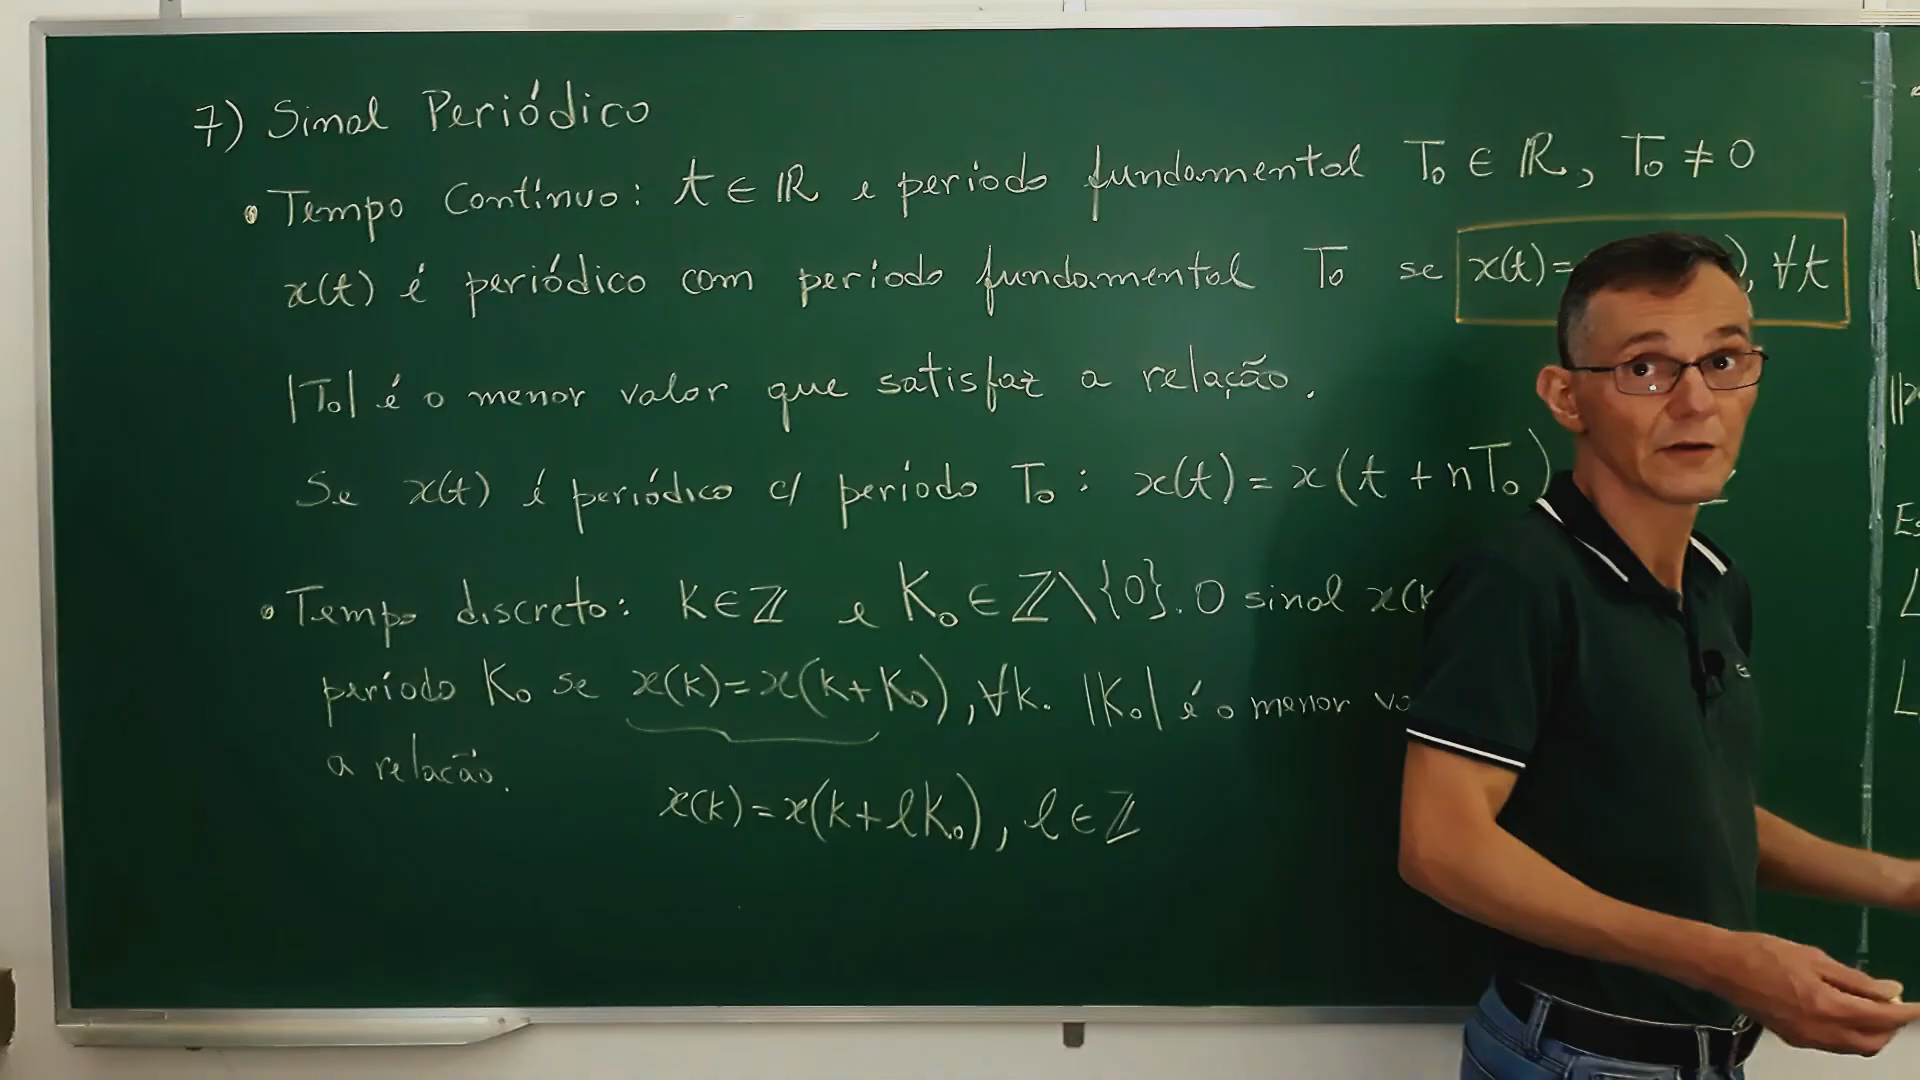 7) Sinal Periódico
• Tempo Contínuo: t ∈ ℝ e período fundamental T₀ ∈ ℝ, T₀ ≠ 0
x(t) é periódico com período fundamental T₀ se x(t)= ), ∀t
|T₀| é o menor valor que satisfaz a relação.
Se x(t) é periódico c/ período T₀ : x(t) = x(t + nT₀)
• Tempo discreto: k∈ℤ e K₀∈ℤ\{0}. O sinal x(k
período K₀ se x(k)=x(k+K₀), ∀k. |K₀| é o menor
a relação.
x(k)=x(k+ℓK₀), ℓ∈ℤ